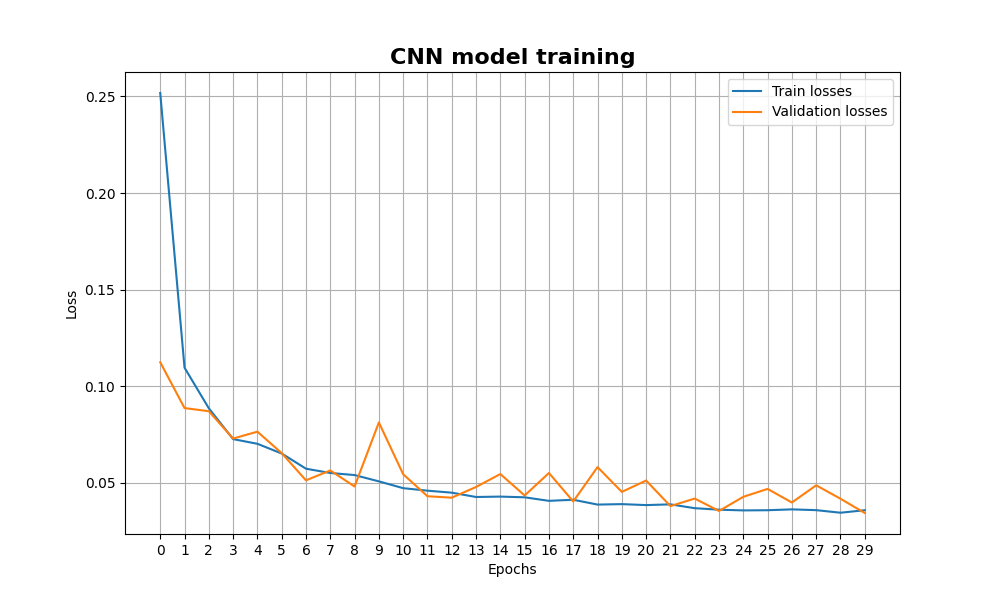 CNN model training
Train losses
Validation losses
0.25
0.20
0.15
0.10
0.05
Loss
0 1 2 3 4 5 6 7 8 9 10 11 12 13 14 15 16 17 18 19 20 21 22 23 24 25 26 27 28 29
Epochs